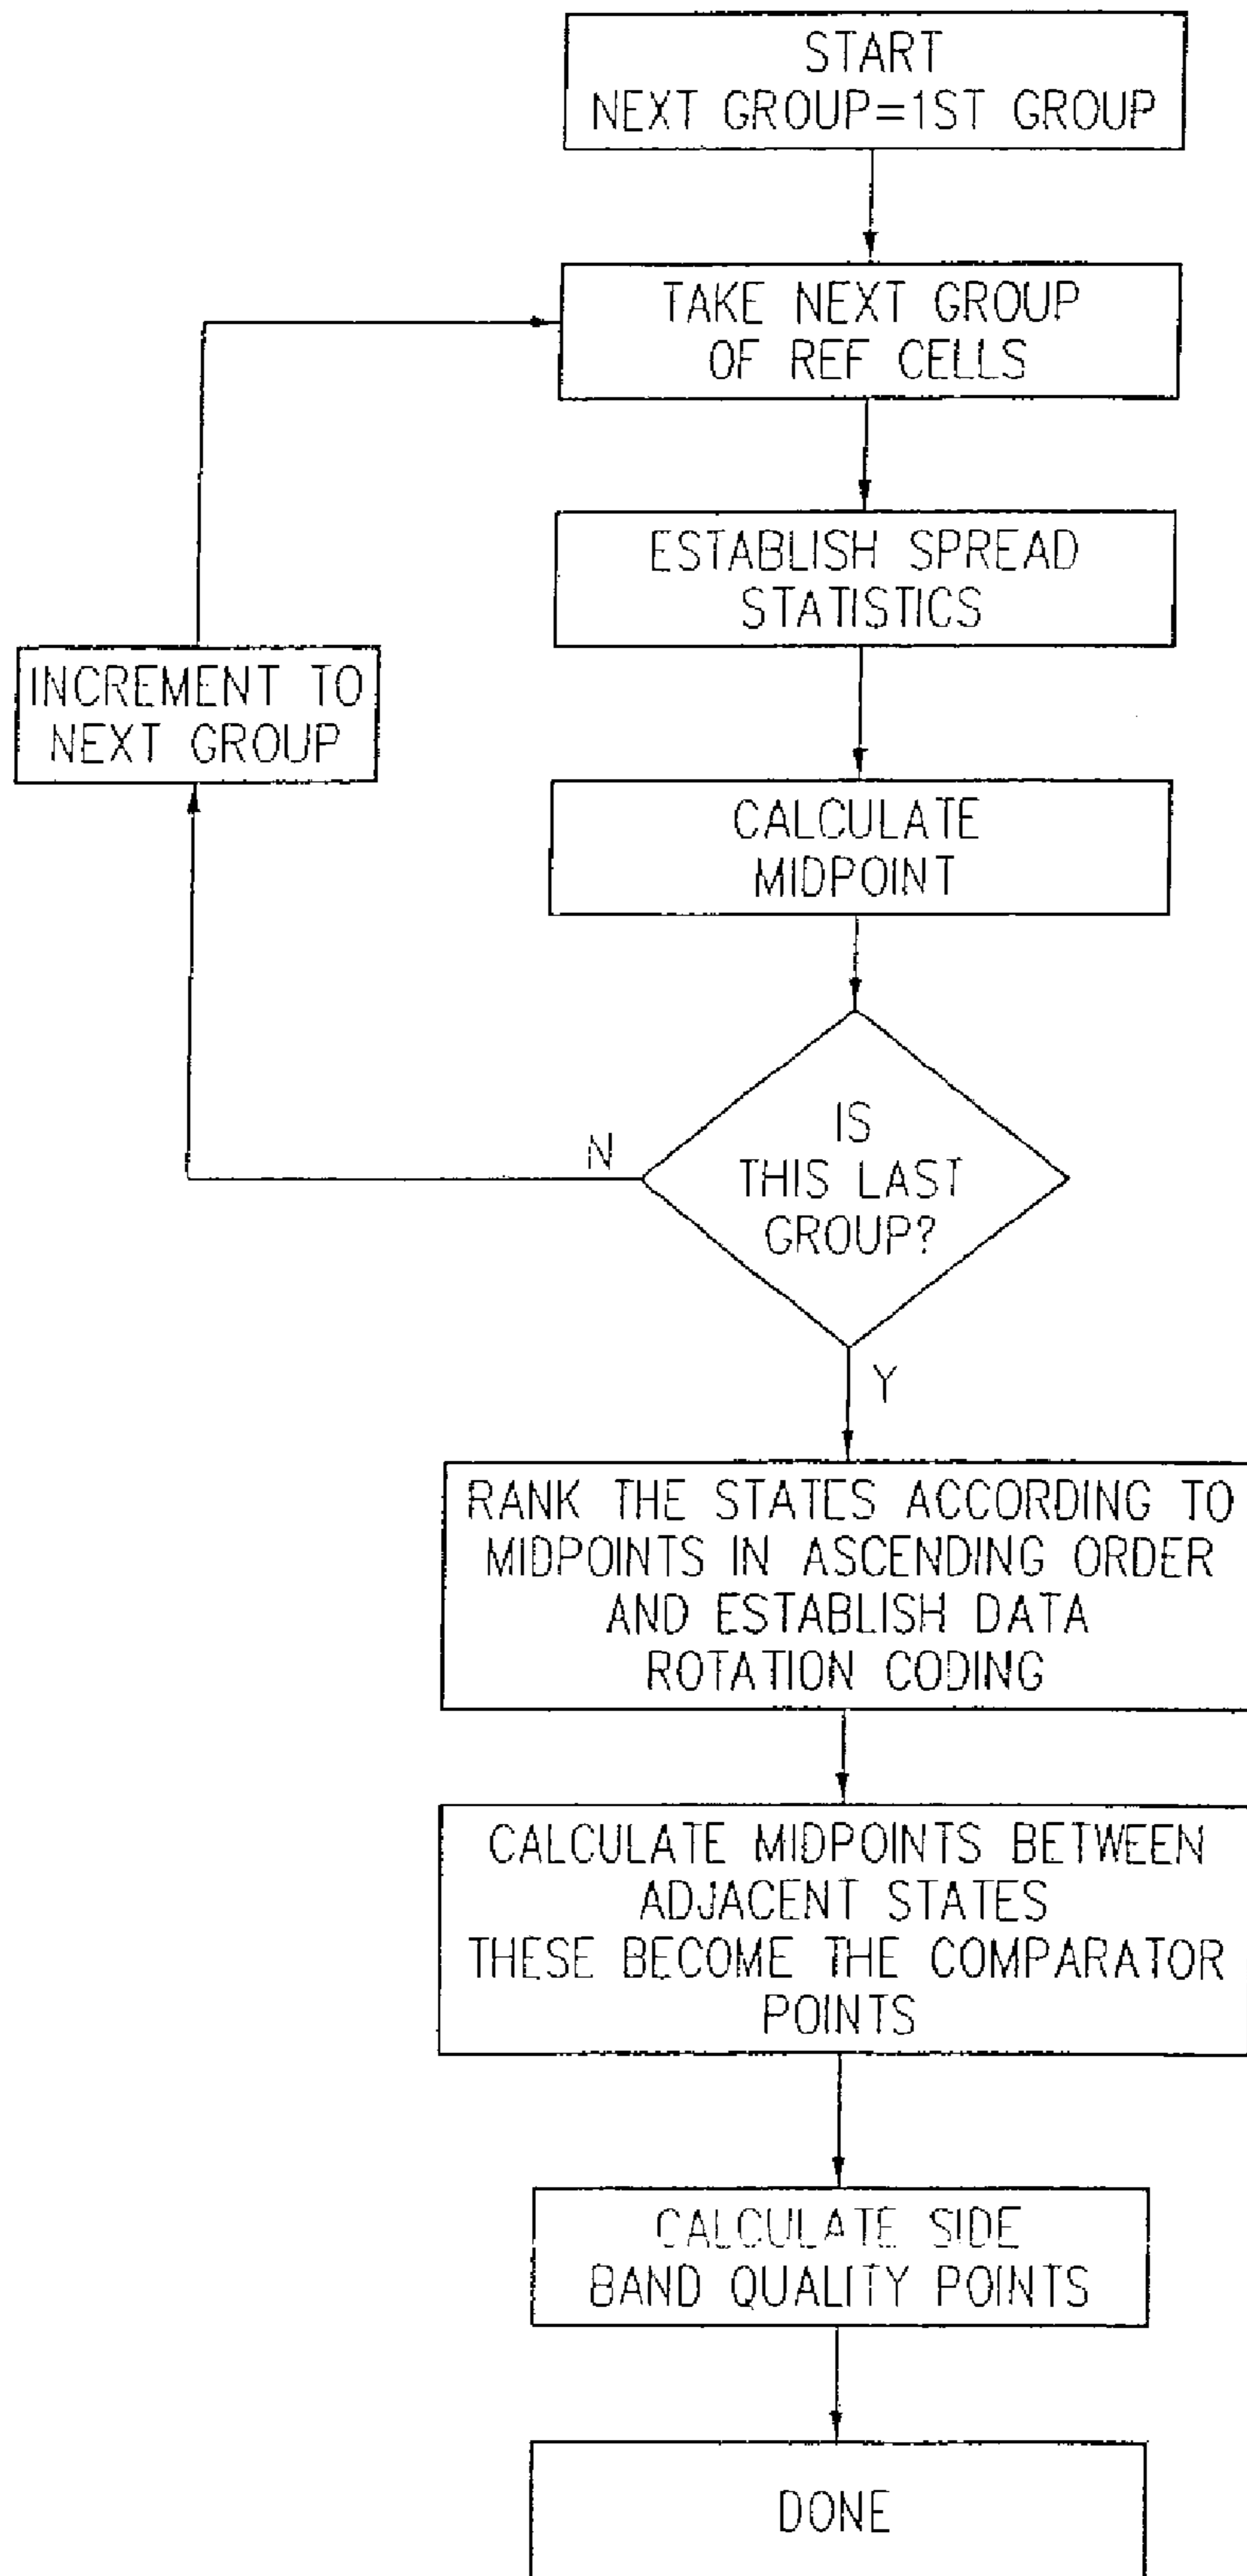 START
NEXT GROUP=1ST GROUP
TAKE NEXT GROUP
OF REF CELLS
ESTABLISH SPREAD
STATISTICS
INCREMENT TO
NEXT GROUP
CALCULATE
MIDPOINT
IS
THIS LAST
GROUP?
N
Y
RANK THE STATES ACCORDING TO
MIDPOINTS IN ASCENDING ORDER
AND ESTABLISH DATA
ROTATION CODING
CALCULATE MIDPOINTS BETWEEN
ADJACENT STATES
THESE BECOME THE COMPARATOR
POINTS
CALCULATE SIDE
BAND QUALITY POINTS
DONE